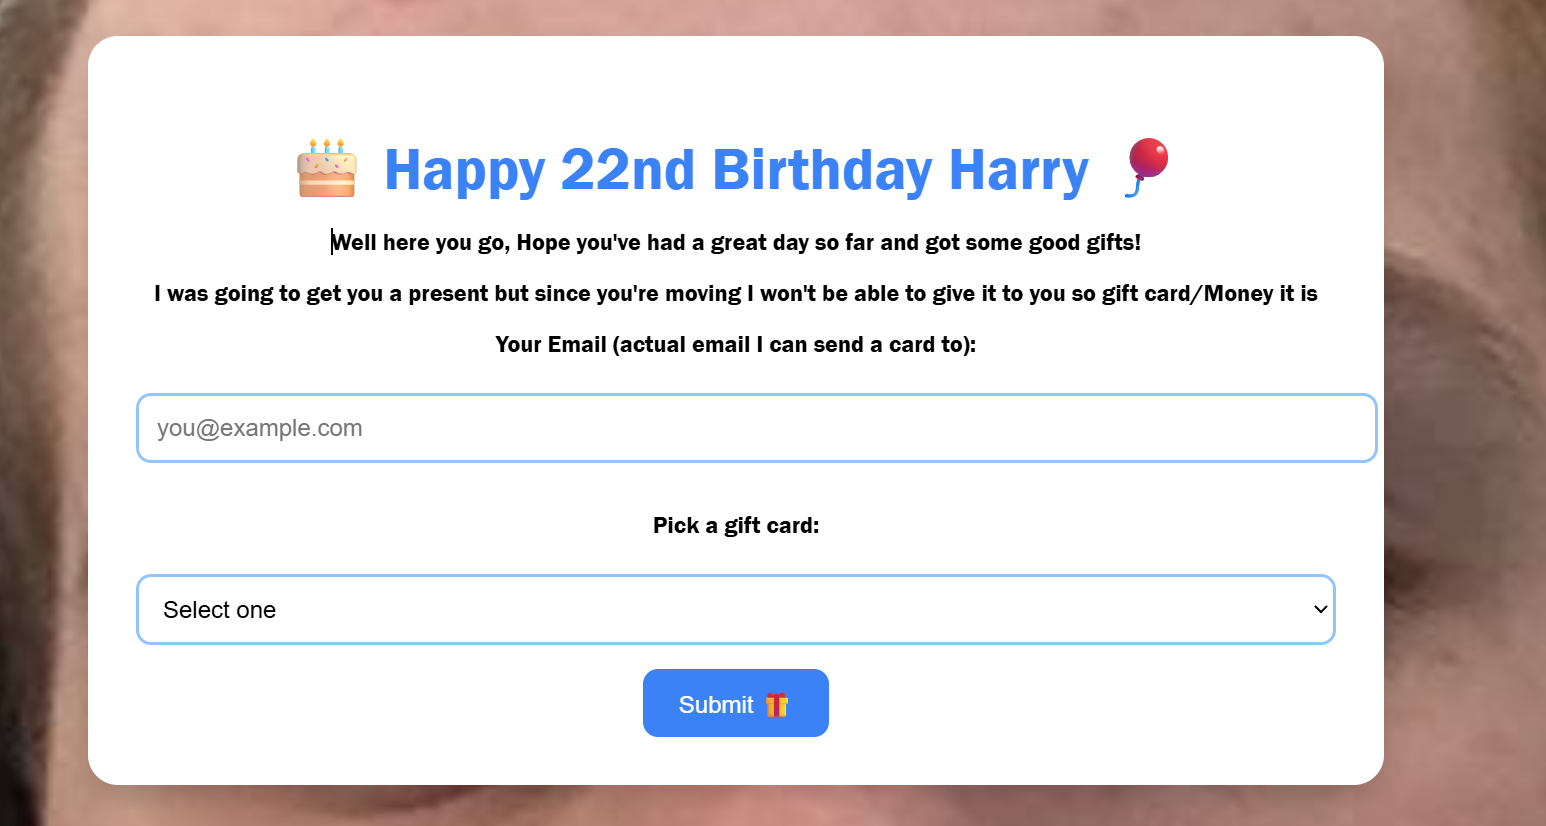 🎂 Happy 22nd Birthday Harry 🎈
Well here you go, Hope you've had a great day so far and got some good gifts!
I was going to get you a present but since you're moving I won't be able to give it to you so gift card/Money it is
Your Email (actual email I can send a card to):
you@example.com
Pick a gift card:
Select one
Submit 🎁